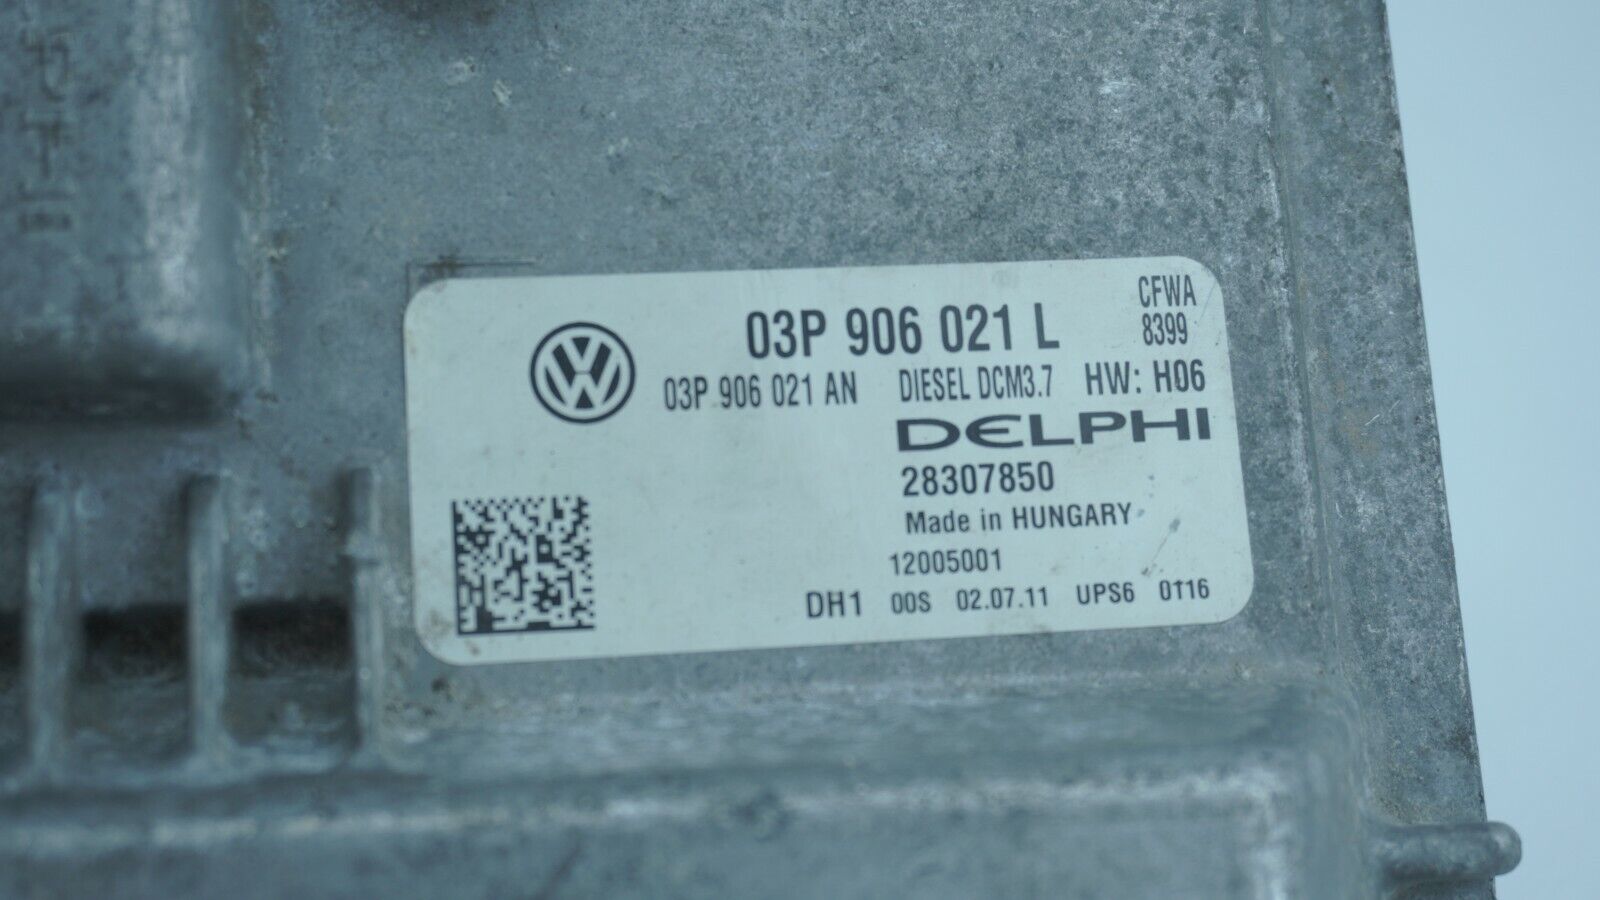 CFWA
03P 906 021 L 8399
03P 906 021 AN DIESEL DCM3.7 HW: H06
DELPHI
28307850
Made in HUNGARY
12005001
DH1 00S 02.07.11 UPS6 0116